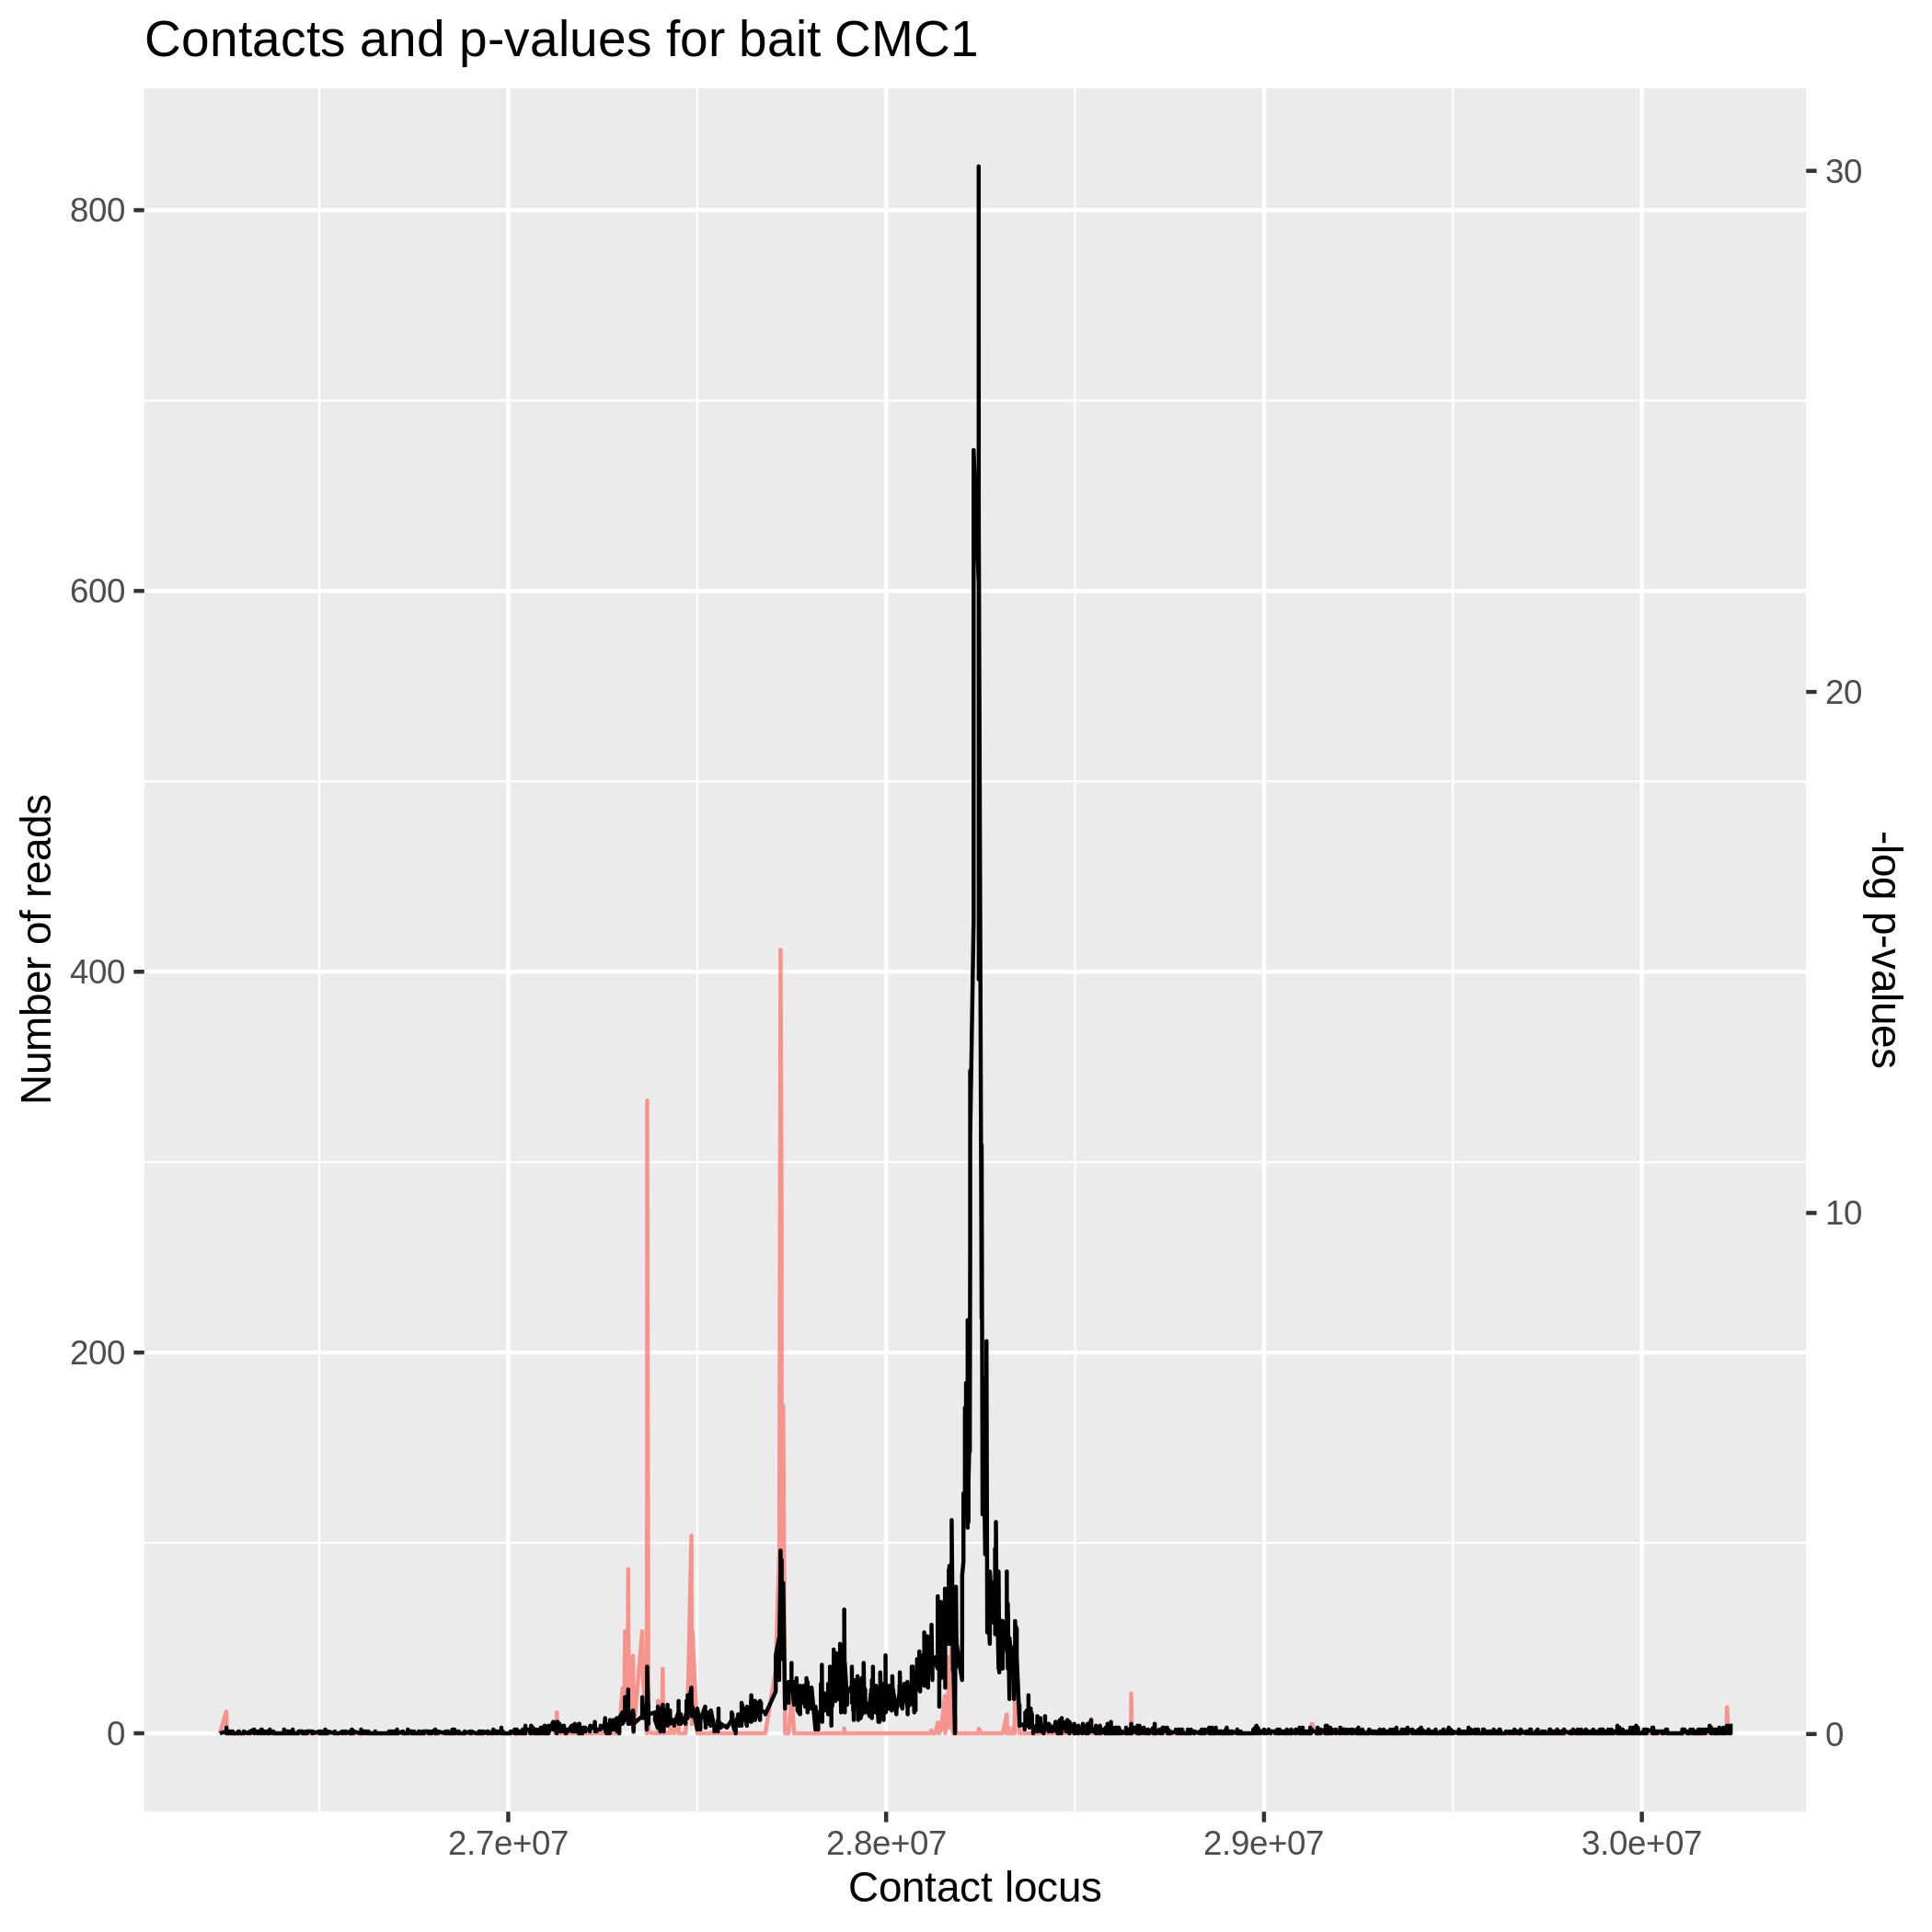 Contacts and p-values for bait CMC1
800
600
400
200
0
Number of reads
30
20
10
0
-log p-values
2.7e+07
2.8e+07
2.9e+07
3.0e+07
Contact locus